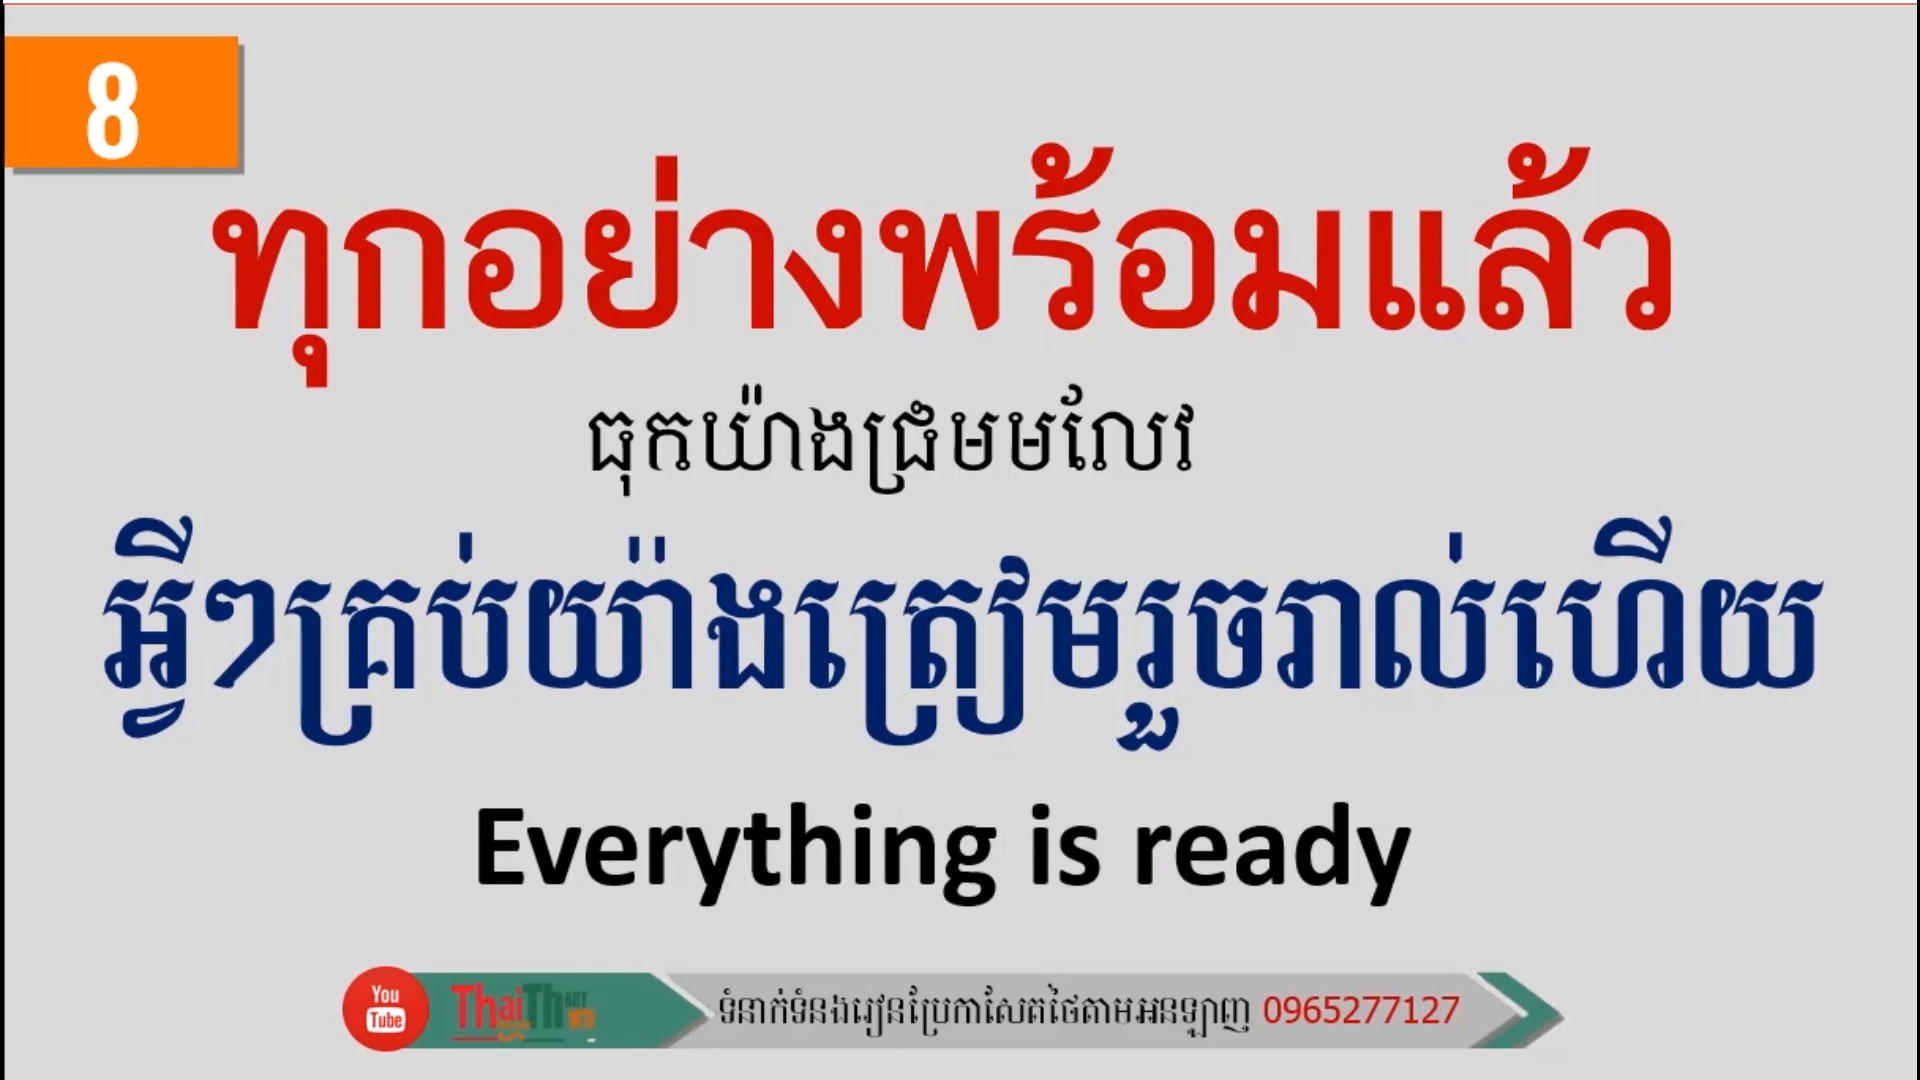 8
ทุกอย่างพร้อมแล้ว
ធុកយ៉ាងជ្រំមមលែវ
អ្វីៗគ្រប់យ៉ាងត្រៀមរួចរាល់ហើយ
Everything is ready
You
Tube
ទំនាក់ទំនងរៀនប្រែកាសែតថៃតាមអនឡាញ 0965277127